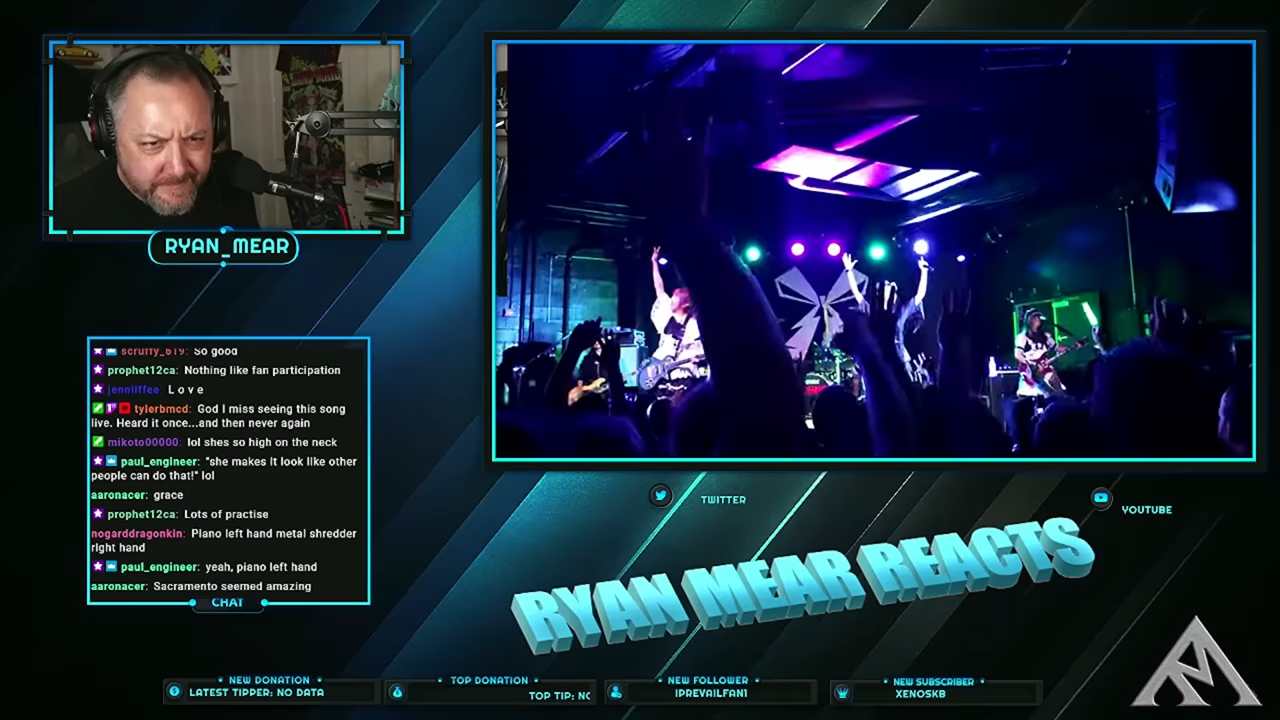 RYAN_MEAR
scruffy_619: So good
prophet12ca: Nothing like fan participation
jenniiffee: L o v e
tylerbmcd: God I miss seeing this song
live. Heard it once...and then never again
mikoto00000: lol shes so high on the neck
paul_engineer: "she makes it look like other
people can do that!" lol
aaronacer: grace
prophet12ca: Lots of practise
nogarddragonkin: Piano left hand metal shredder
right hand
paul_engineer: yeah, piano left hand
aaronacer: Sacramento seemed amazing
CHAT
TWITTER
YOUTUBE
RYAN MEAR REACTS
NEW DONATION
LATEST TIPPER: NO DATA
TOP DONATION
TOP TIP: NO
NEW FOLLOWER
IPREVAILFAN1
NEW SUBSCRIBER
XENOSKB